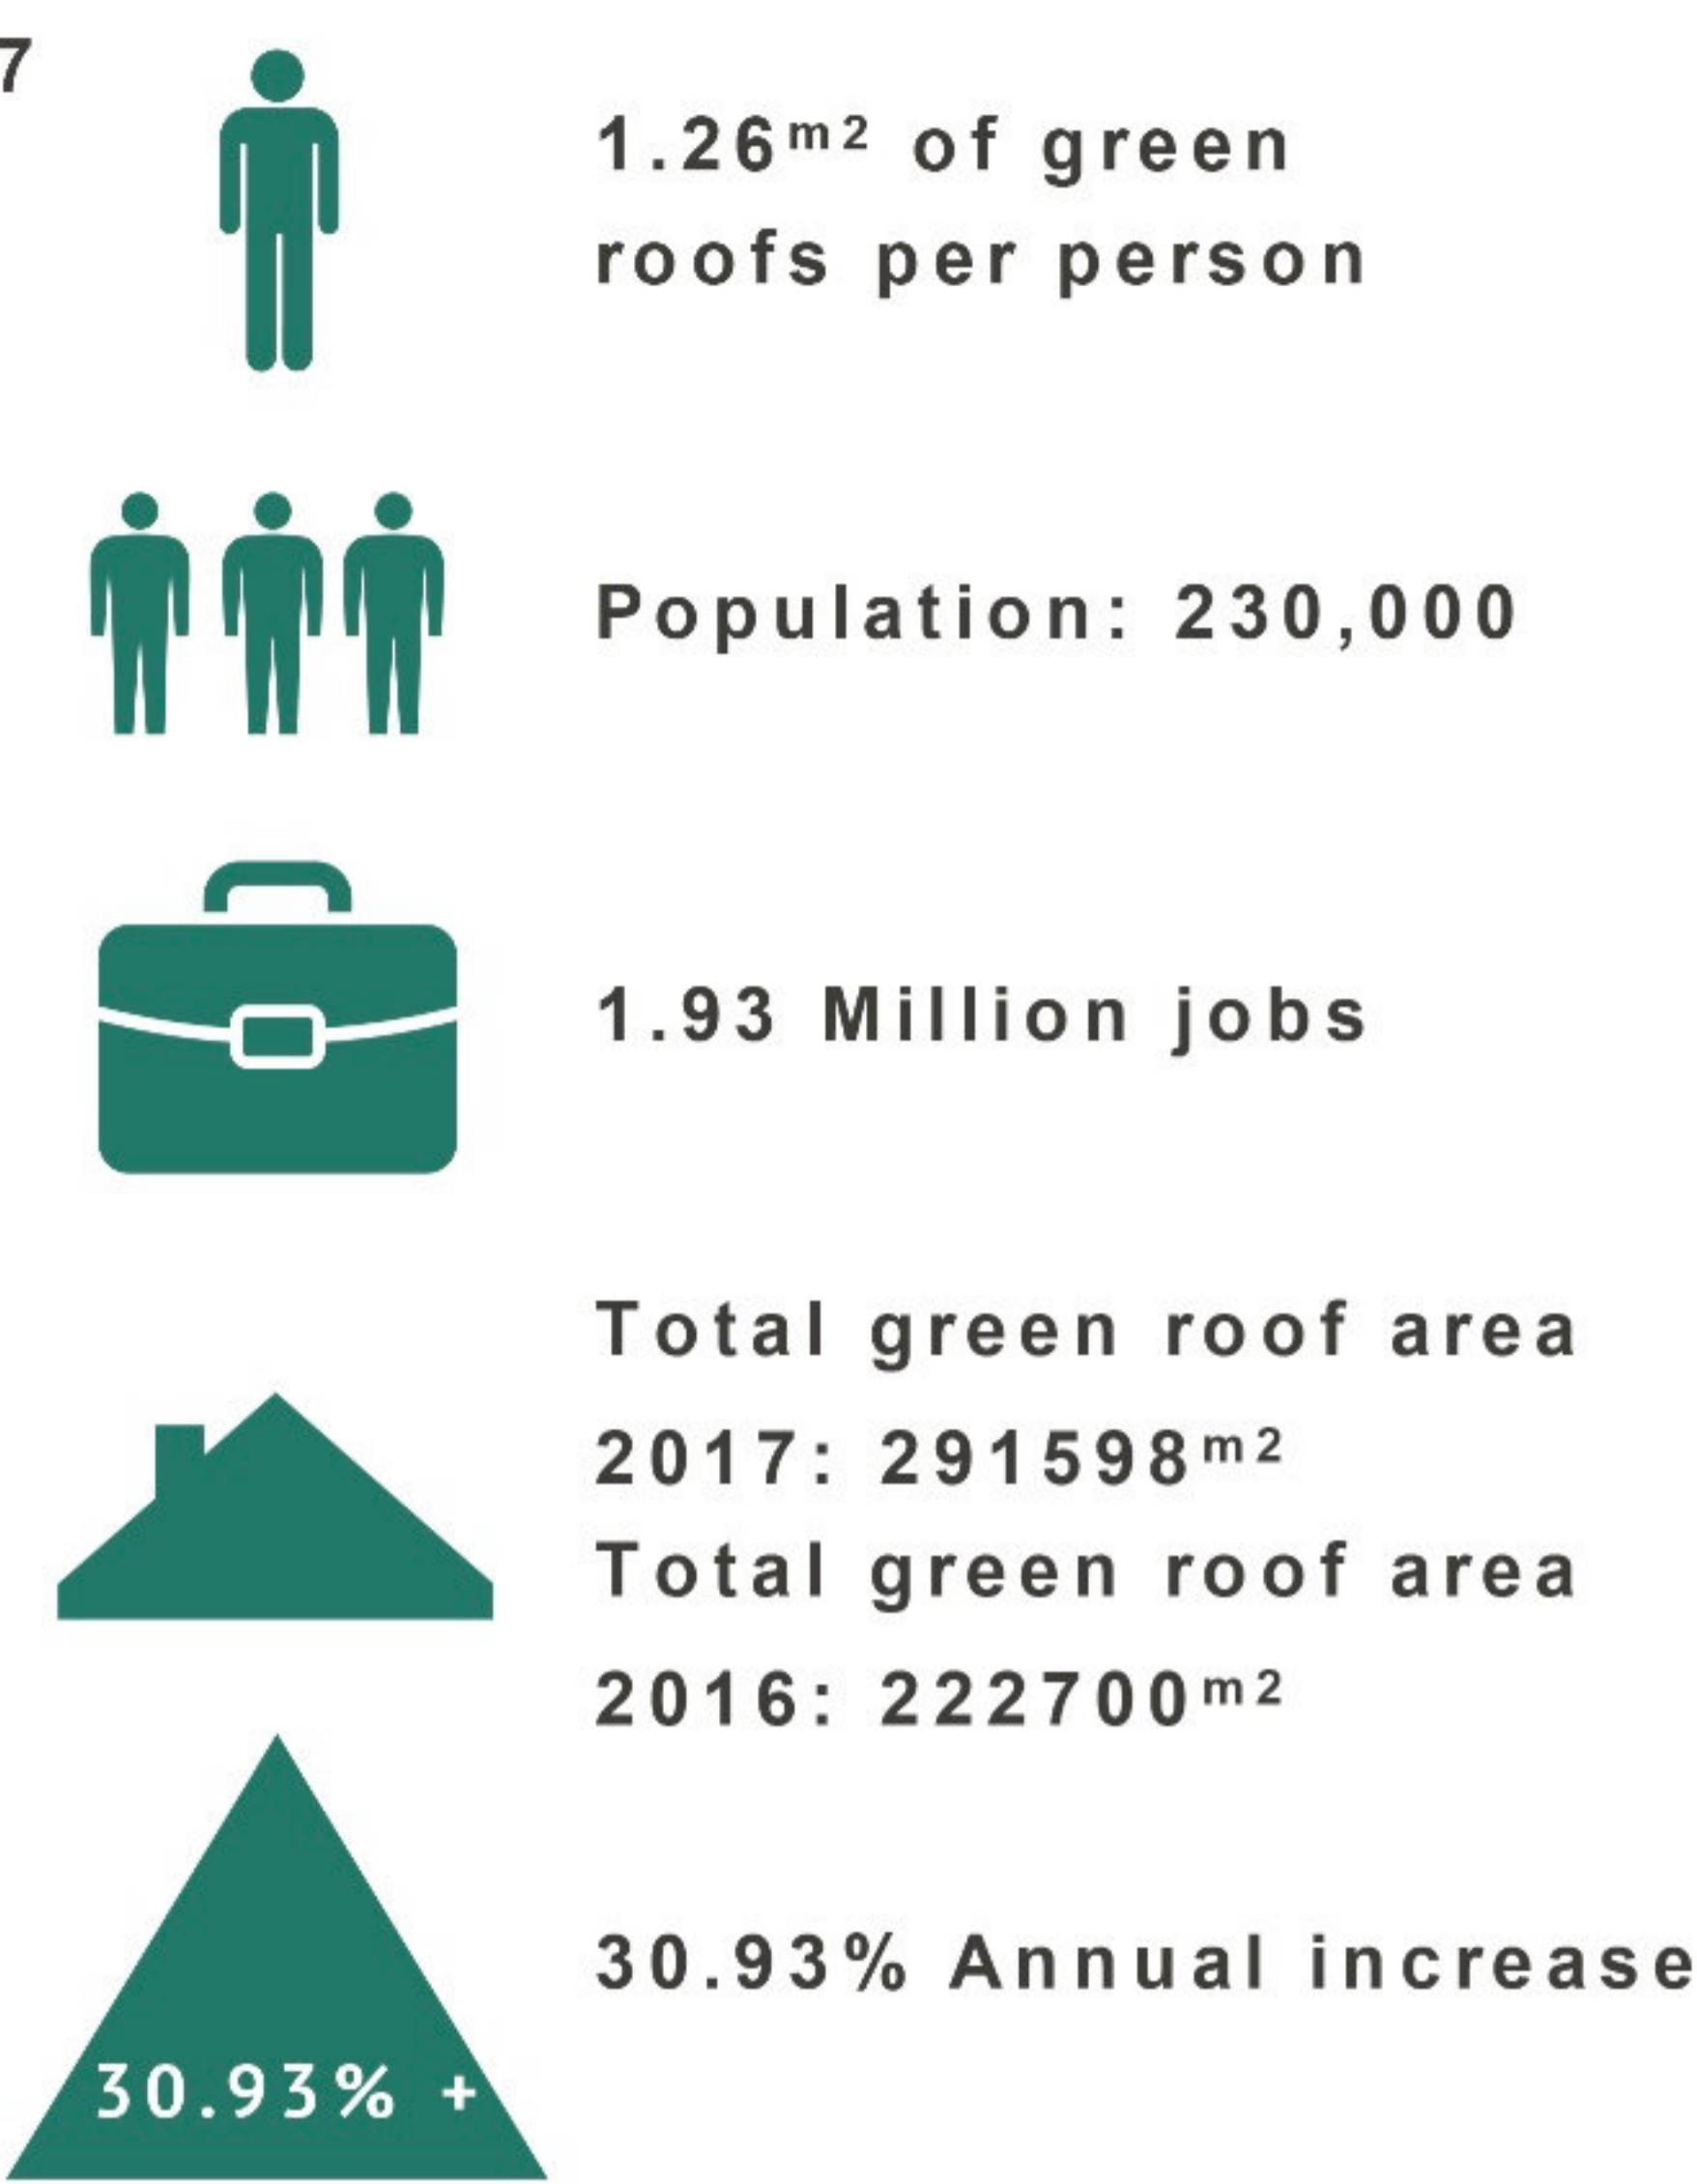 7
1.26m2 of green
roofs per person
Population: 230,000
1.93 Million jobs
Total green roof area
2017: 291598m2
Total green roof area
2016: 222700m2
30.93% Annual increase
30.93% +